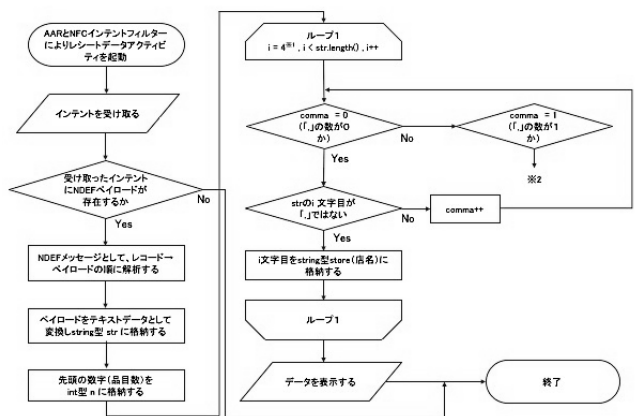 AARとNFCインテントフィルター
によりレシートデータアクティビ
ティを起動
インテントを受け取る
受け取ったインテント
にNDEFペイロードが
存在するか
No
Yes
NDEFメッセージとして、レコード→
ペイロードの順に解析する
ペイロードをテキストデータとして
変換しstring型 str に格納する
先頭の数字(品目数)を
int型 n に格納する
ループ1
i = 4※1 , i < str.length() , i++
comma = 0
(「,」の数が0
か)
No
comma = 1
(「,」の数が1
か)
※2
Yes
strのi 文字目が
「,」ではない
No
comma++
Yes
i文字目をstring型store(店名)に
格納する
ループ1
データを表示する
終了